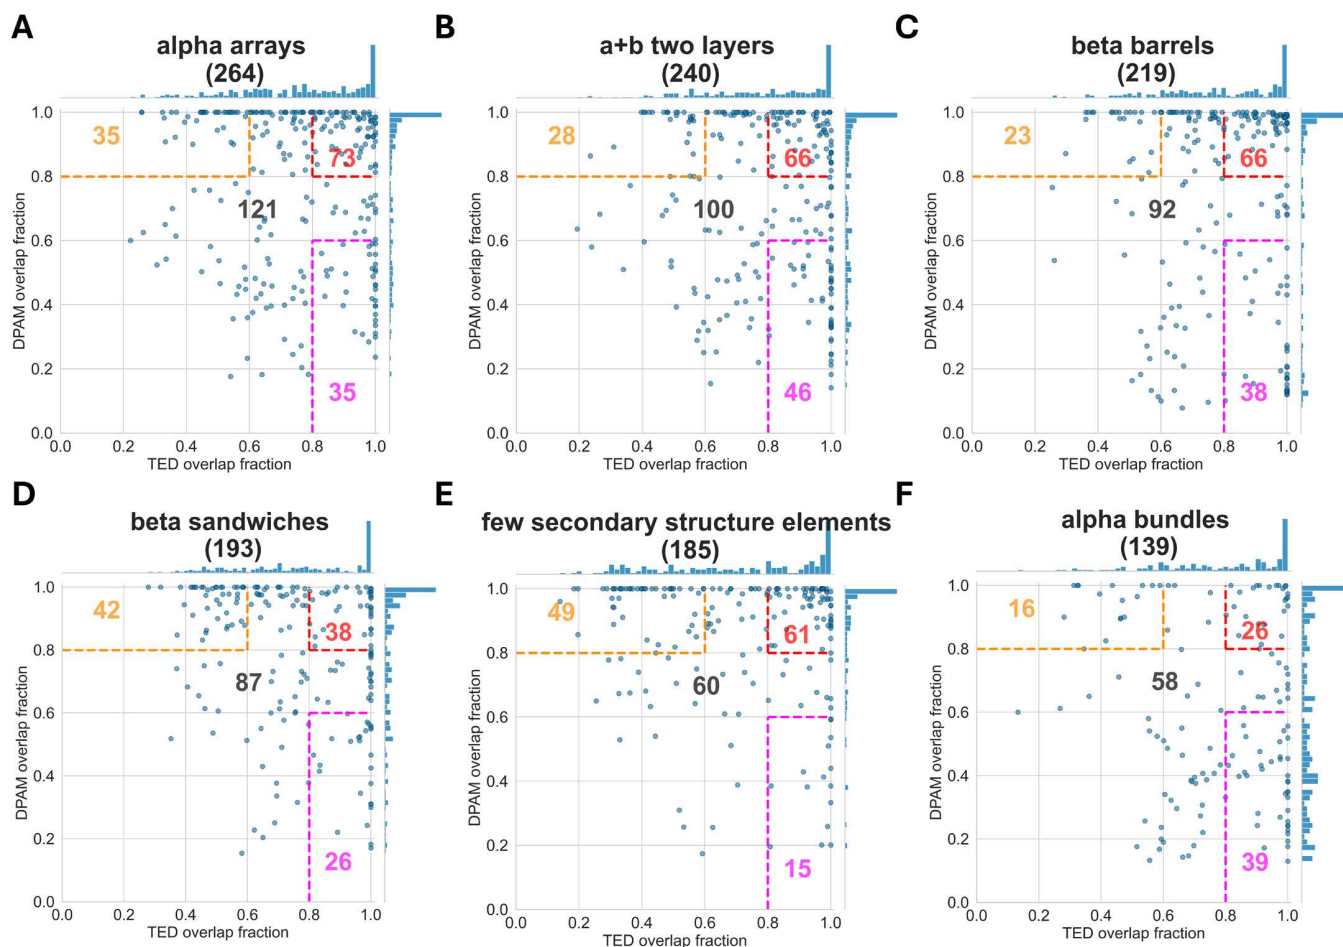 A
alpha arrays
(264)
1.0
0.8
0.6
0.4
0.2
0.0
DPAM overlap fraction
35
73
121
35
0.0 0.2 0.4 0.6 0.8 1.0
TED overlap fraction
B
a+b two layers
(240)
1.0
0.8
0.6
0.4
0.2
0.0
DPAM overlap fraction
28
66
100
46
0.0 0.2 0.4 0.6 0.8 1.0
TED overlap fraction
C
beta barrels
(219)
1.0
0.8
0.6
0.4
0.2
0.0
DPAM overlap fraction
23
66
92
38
0.0 0.2 0.4 0.6 0.8 1.0
TED overlap fraction
D
beta sandwiches
(193)
1.0
0.8
0.6
0.4
0.2
0.0
DPAM overlap fraction
42
38
87
26
0.0 0.2 0.4 0.6 0.8 1.0
TED overlap fraction
E
few secondary structure elements
(185)
1.0
0.8
0.6
0.4
0.2
0.0
DPAM overlap fraction
49
61
60
15
0.0 0.2 0.4 0.6 0.8 1.0
TED overlap fraction
F
alpha bundles
(139)
1.0
0.8
0.6
0.4
0.2
0.0
DPAM overlap fraction
16
26
58
39
0.0 0.2 0.4 0.6 0.8 1.0
TED overlap fraction